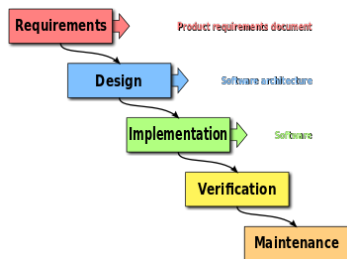 Requirements
Product requirements document
Design
Software architecture
Implementation
Software
Verification
Maintenance